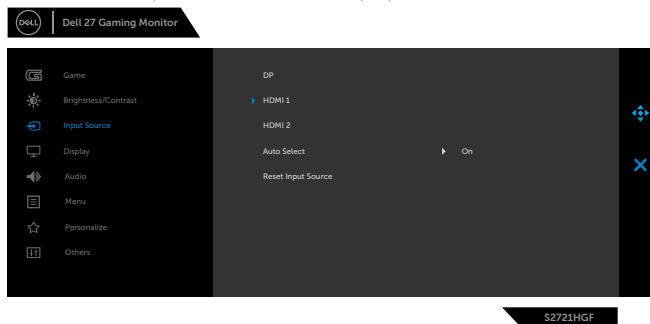 DELL
Dell 27 Gaming Monitor
Game
Brightness/Contrast
Input Source
Display
Audio
Menu
Personalize
Others
DP
HDMI 1
HDMI 2
Auto Select On
Reset Input Source
S2721HGF